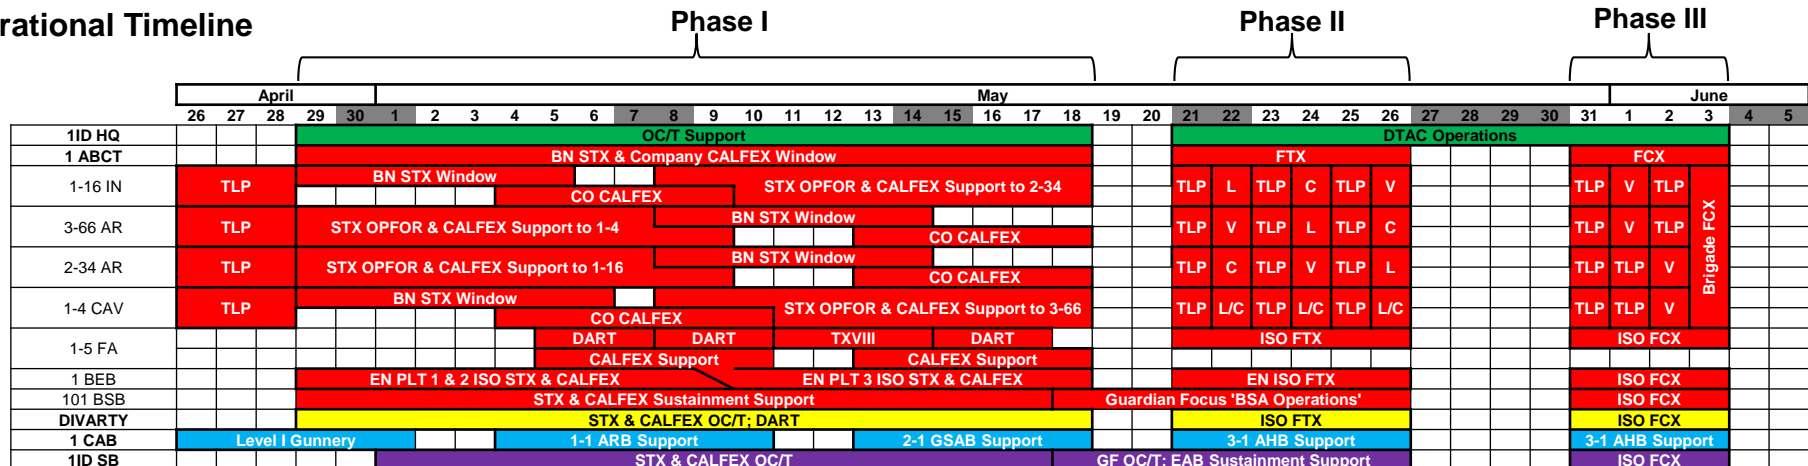 rational Timeline
Phase I
Phase II
Phase III
April
May
June
26 27 28 29 30 1 2 3 4 5 6 7 8 9 10 11 12 13 14 15 16 17 18 19 20 21 22 23 24 25 26 27 28 29 30 31 1 2 3 4 5
1ID HQ OC/T Support DTAC Operations
1 ABCT BN STX & Company CALFEX Window FTX FCX
1-16 IN TLP BN STX Window STX OPFOR & CALFEX Support to 2-34 TLP L TLP C TLP V TLP V TLP
CO CALFEX
3-66 AR TLP STX OPFOR & CALFEX Support to 1-4 BN STX Window TLP V TLP L TLP C TLP V TLP
CO CALFEX
2-34 AR TLP STX OPFOR & CALFEX Support to 1-16 BN STX Window TLP C TLP V TLP L TLP TLP V
CO CALFEX
1-4 CAV TLP BN STX Window STX OPFOR & CALFEX Support to 3-66 TLP L/C TLP L/C TLP L/C TLP TLP V
CO CALFEX
Brigade FCX
1-5 FA DART DART TXVIII DART ISO FTX ISO FCX
CALFEX Support CALFEX Support
1 BEB EN PLT 1 & 2 ISO STX & CALFEX EN PLT 3 ISO STX & CALFEX EN ISO FTX ISO FCX
101 BSB STX & CALFEX Sustainment Support Guardian Focus 'BSA Operations' ISO FCX
DIVARTY STX & CALFEX OC/T; DART ISO FTX ISO FCX
1 CAB Level I Gunnery 1-1 ARB Support 2-1 GSAB Support 3-1 AHB Support 3-1 AHB Support
1ID SB STX & CALFEX OC/T GF OC/T; EAB Sustainment Support ISO FCX